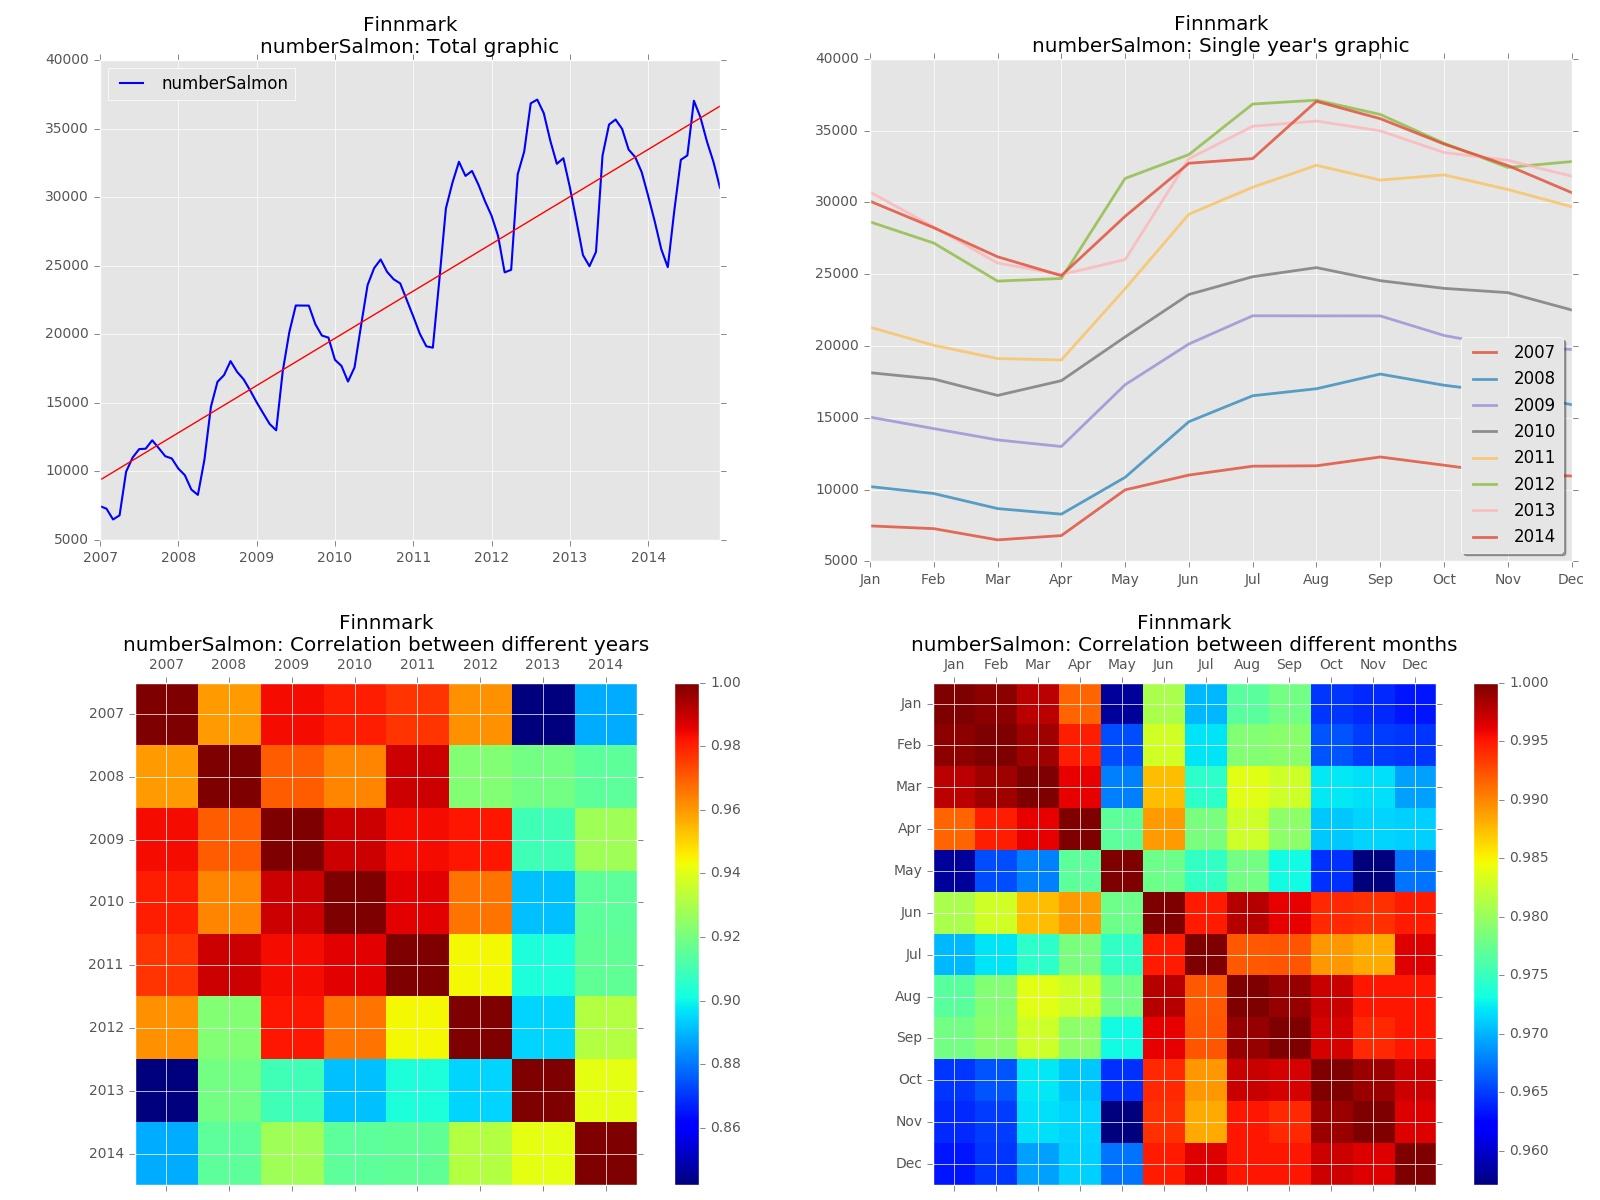 Finnmark
numberSalmon: Total graphic
40000
35000
30000
25000
20000
15000
10000
5000
numberSalmon
2007 2008 2009 2010 2011 2012 2013 2014
Finnmark
numberSalmon: Single year's graphic
40000
35000
30000
25000
20000
15000
10000
5000
2007
2008
2009
2010
2011
2012
2013
2014
Jan Feb Mar Apr May Jun Jul Aug Sep Oct Nov Dec
Finnmark
numberSalmon: Correlation between different years
2007 2008 2009 2010 2011 2012 2013 2014
2007
2008
2009
2010
2011
2012
2013
2014
1.00
0.98
0.96
0.94
0.92
0.90
0.88
0.86
Finnmark
numberSalmon: Correlation between different months
Jan Feb Mar Apr May Jun Jul Aug Sep Oct Nov Dec
Jan
Feb
Mar
Apr
May
Jun
Jul
Aug
Sep
Oct
Nov
Dec
1.000
0.995
0.990
0.985
0.980
0.975
0.970
0.965
0.960